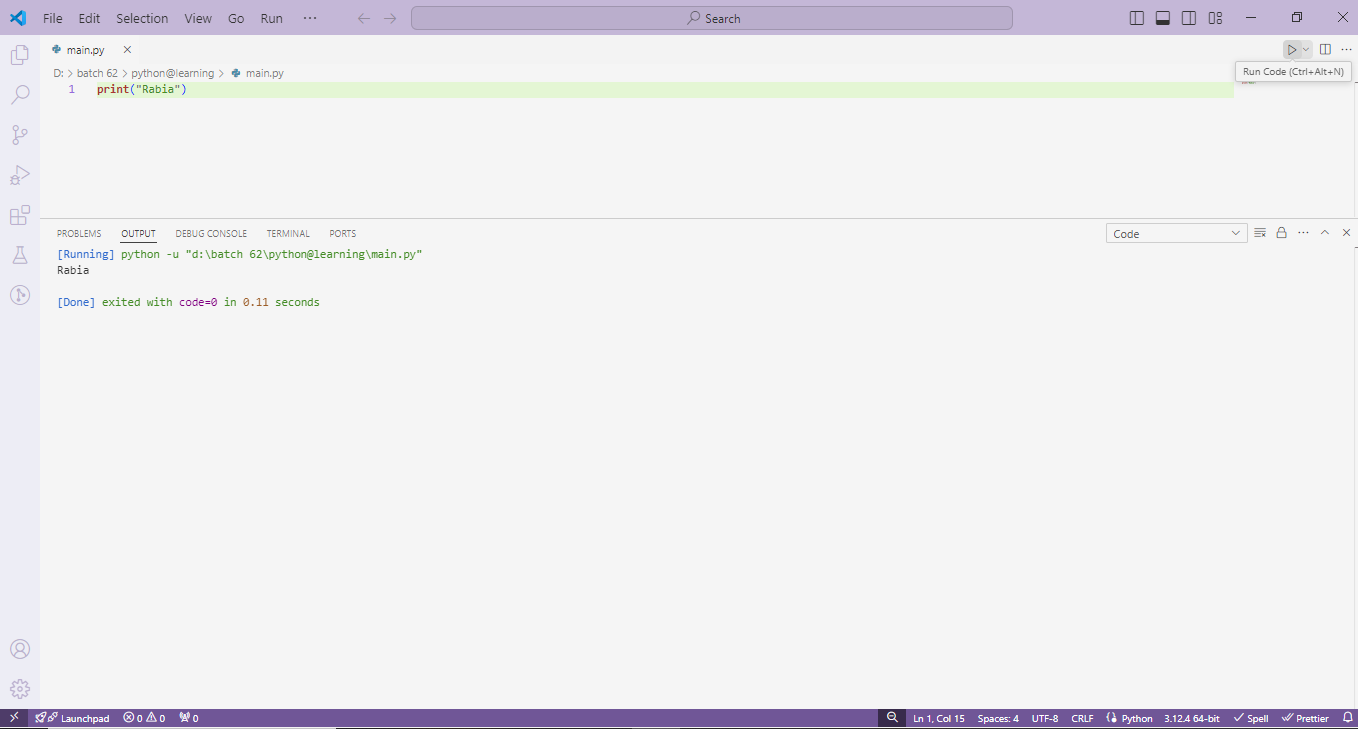 File Edit Selection View Go Run ··· Search
main.py
D: > batch 62 > python@learning > main.py
Run Code (Ctrl+Alt+N)
1 print("Rabia")
PROBLEMS OUTPUT DEBUG CONSOLE TERMINAL PORTS Code
[Running] python -u "d:\batch 62\python@learning\main.py"
Rabia
[Done] exited with code=0 in 0.11 seconds
Launchpad 0 0 0 Ln 1, Col 15 Spaces: 4 UTF-8 CRLF Python 3.12.4 64-bit Spell Prettier